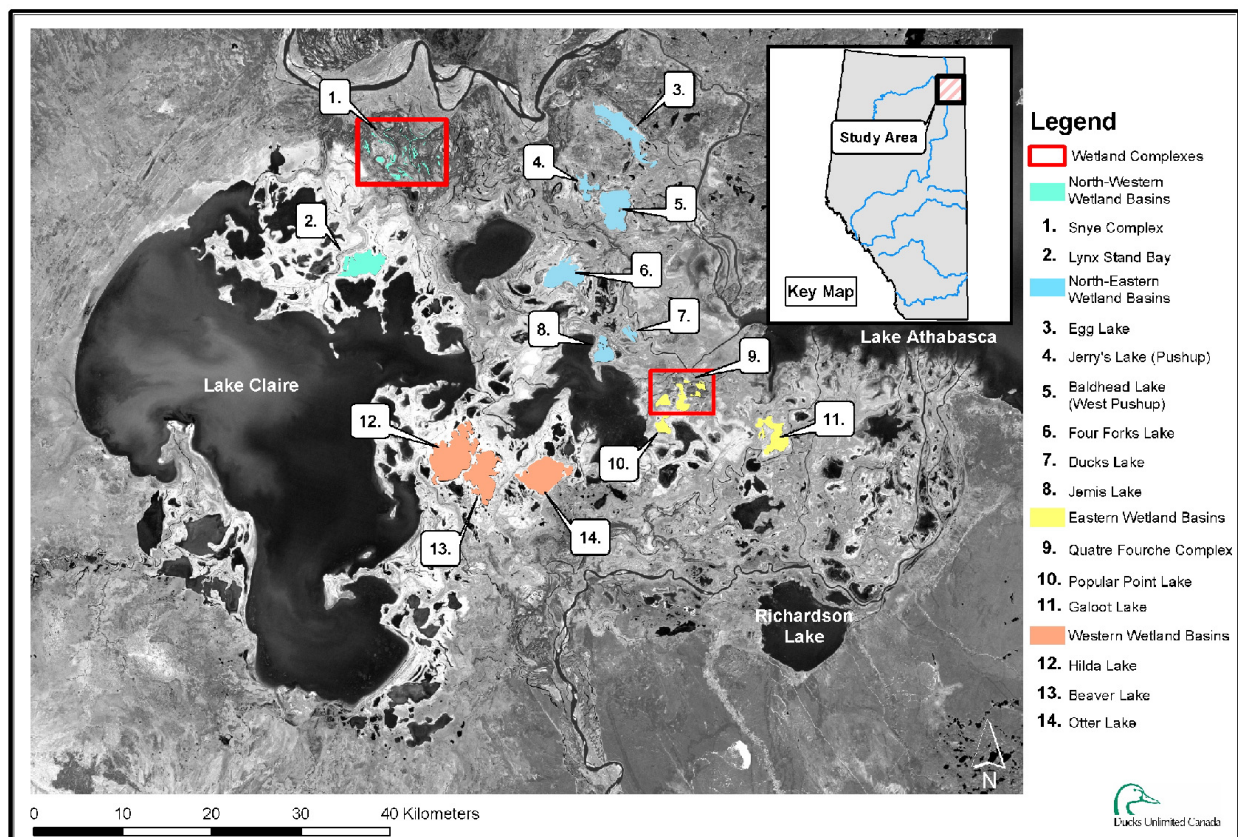 1.
3.
Study Area
4.
5.
2.
6.
Key Map
7.
Lake Athabasca
8.
9.
Lake Claire
12.
11.
10.
13.
14.
Richardson
Lake
N
0 10 20 30 40 Kilometers
Legend
Wetland Complexes
North-Western
Wetland Basins
1. Snye Complex
2. Lynx Stand Bay
North-Eastern
Wetland Basins
3. Egg Lake
4. Jerry's Lake (Pushup)
5. Baldhead Lake
(West Pushup)
6. Four Forks Lake
7. Ducks Lake
8. Jemis Lake
Eastern Wetland Basins
9. Quatre Fourche Complex
10. Popular Point Lake
11. Galoot Lake
Western Wetland Basins
12. Hilda Lake
13. Beaver Lake
14. Otter Lake
Ducks Unlimited Canada